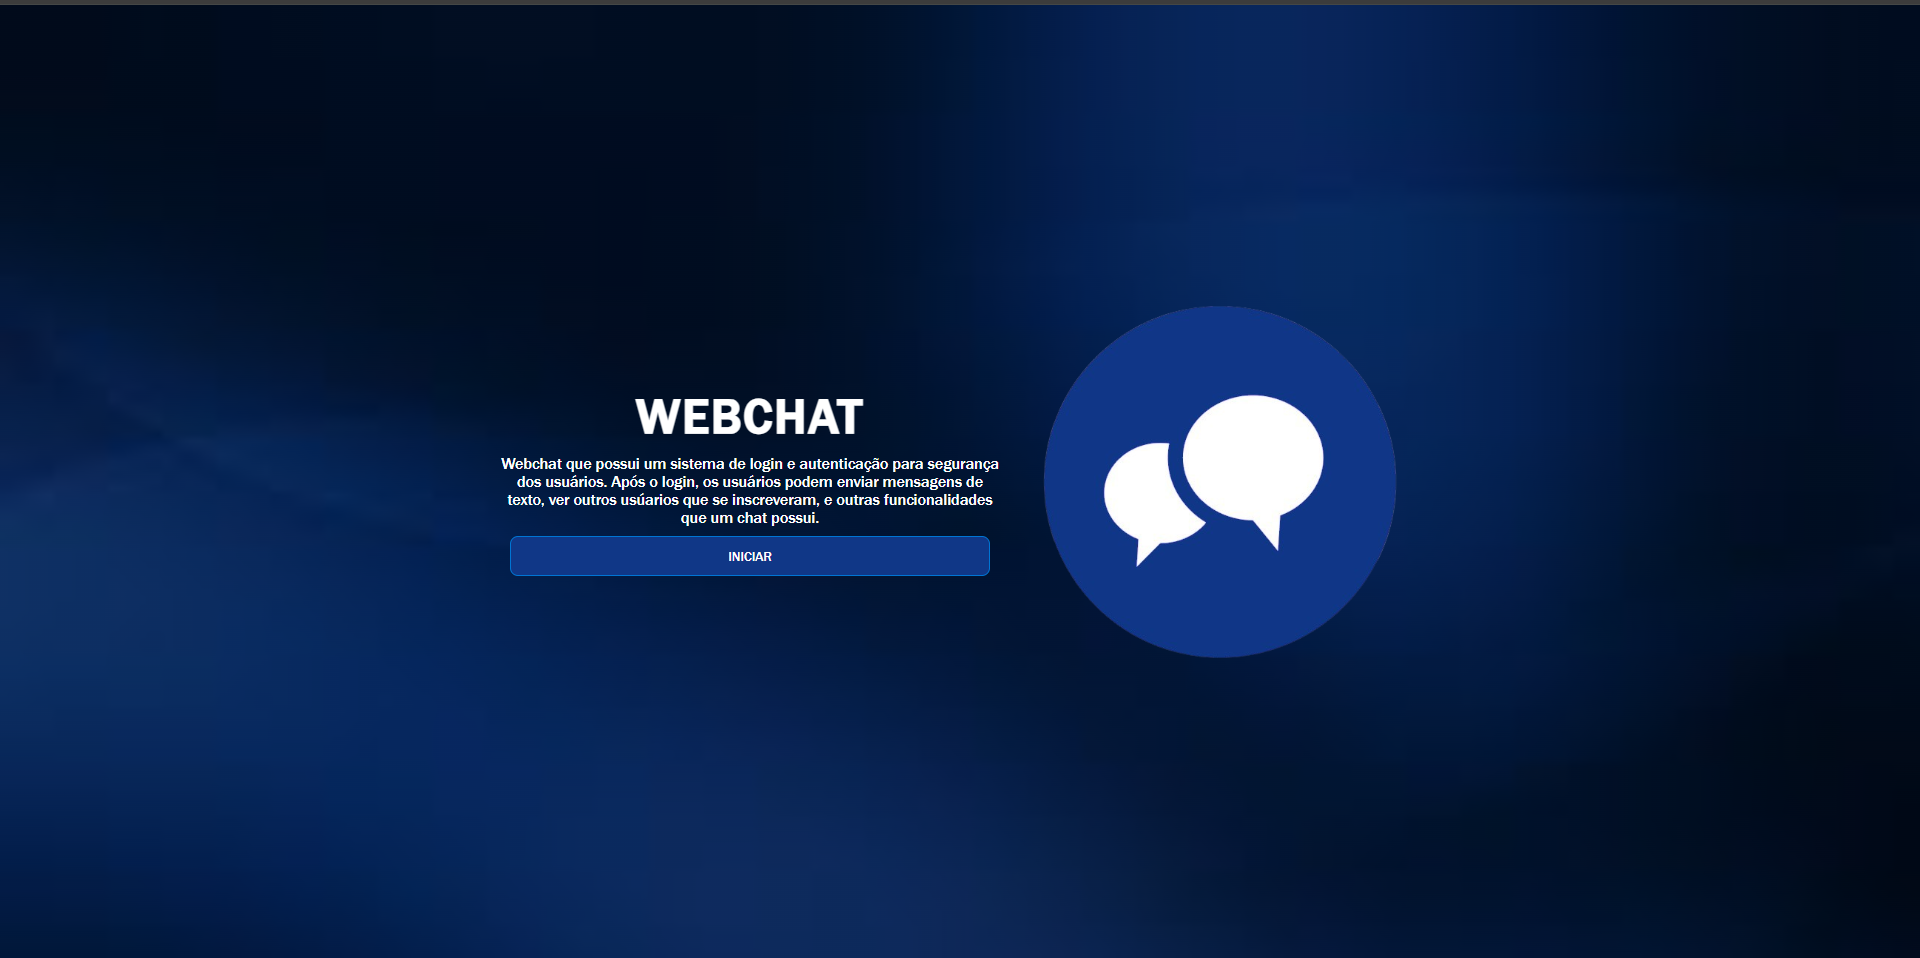 WEBCHAT
Webchat que possui um sistema de login e autenticação para segurança
dos usuários. Após o login, os usuários podem enviar mensagens de
texto, ver outros usúarios que se inscreveram, e outras funcionalidades
que um chat possui.
INICIAR